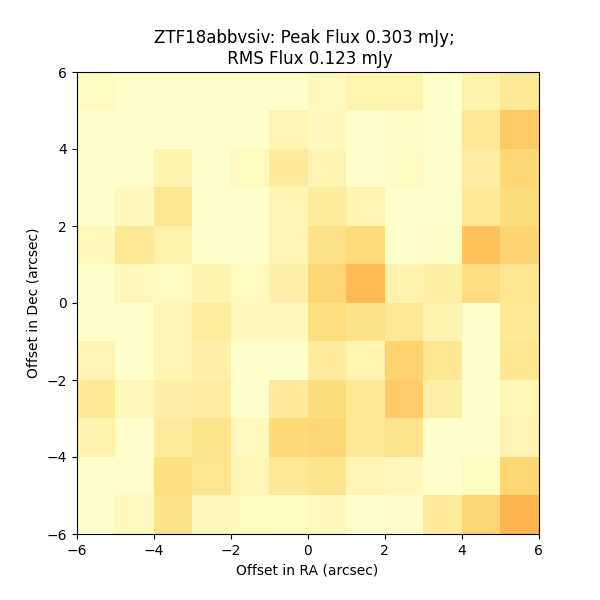 ZTF18abbvsiv: Peak Flux 0.303 mJy;
RMS Flux 0.123 mJy
6
4
2
0
−2
−4
−6
Offset in Dec (arcsec)
−6 −4 −2 0 2 4 6
Offset in RA (arcsec)